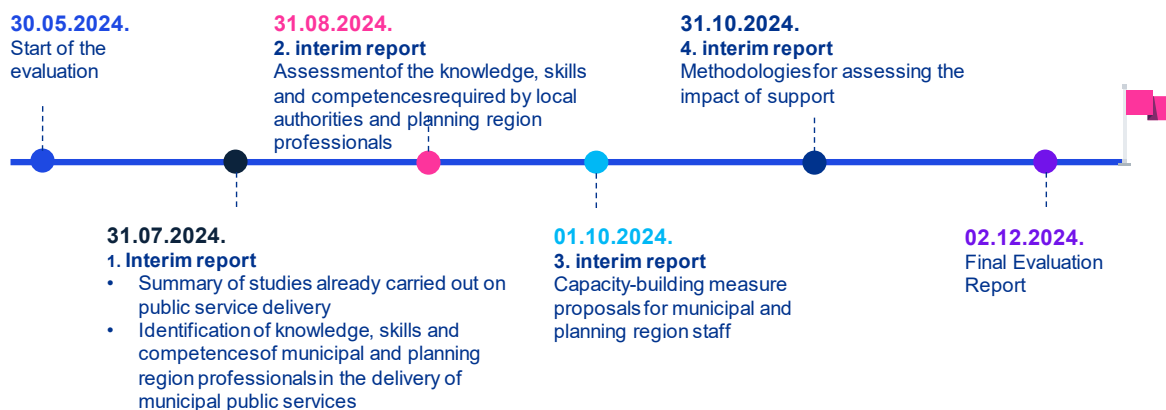 30.05.2024.
Start of the
evaluation
31.08.2024.
2. interim report
Assessmentof the knowledge, skills
and competencesrequired by local
authorities and planning region
professionals
31.10.2024.
4. interim report
Methodologiesfor assessing the
impact of support
31.07.2024.
1. Interim report
• Summary of studies already carried out on
public service delivery
• Identification of knowledge, skills and
competencesof municipal and planning
region professionalsin the delivery of
municipal public services
01.10.2024.
3. interim report
Capacity-building measure
proposals for municipal and
planning region staff
02.12.2024.
Final Evaluation
Report